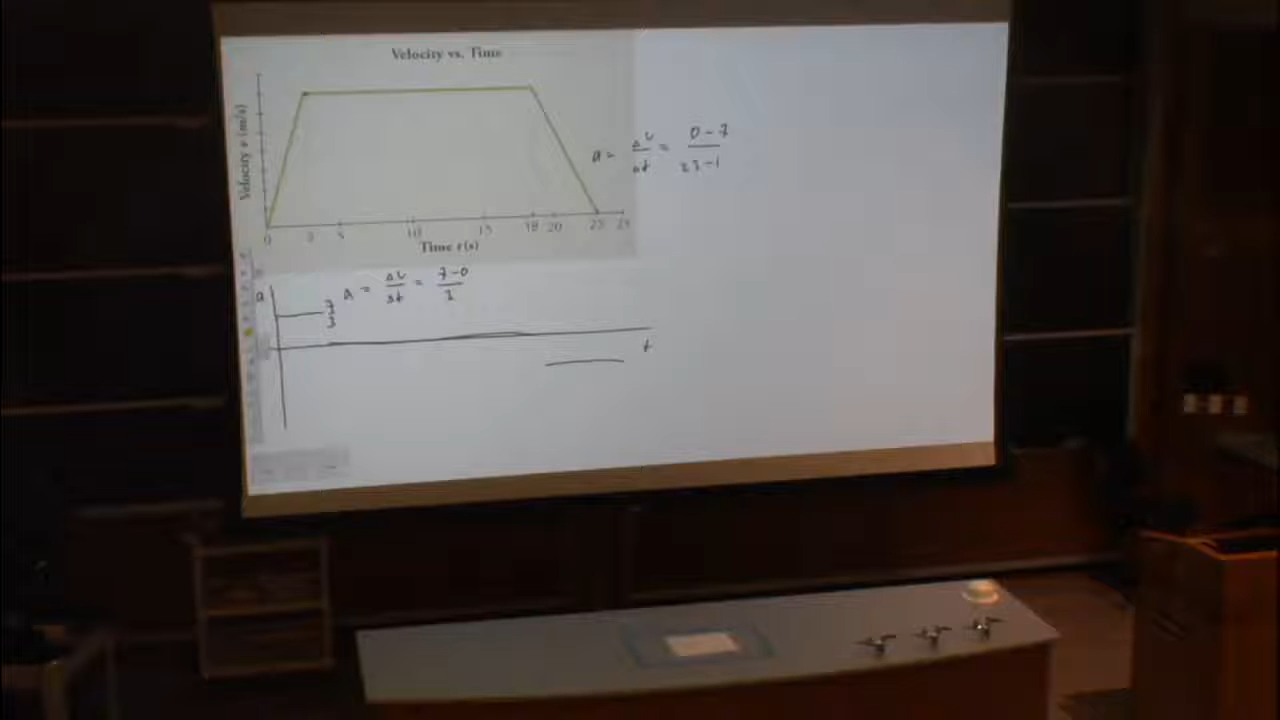 Velocity vs. Time
Velocity v (m/s)
0 3 5 10 15 18 20 23 25
Time t (s)
a = Δv/Δt = 0-7/23-1
a
a = Δv/Δt = 7-0/3
7/3
t